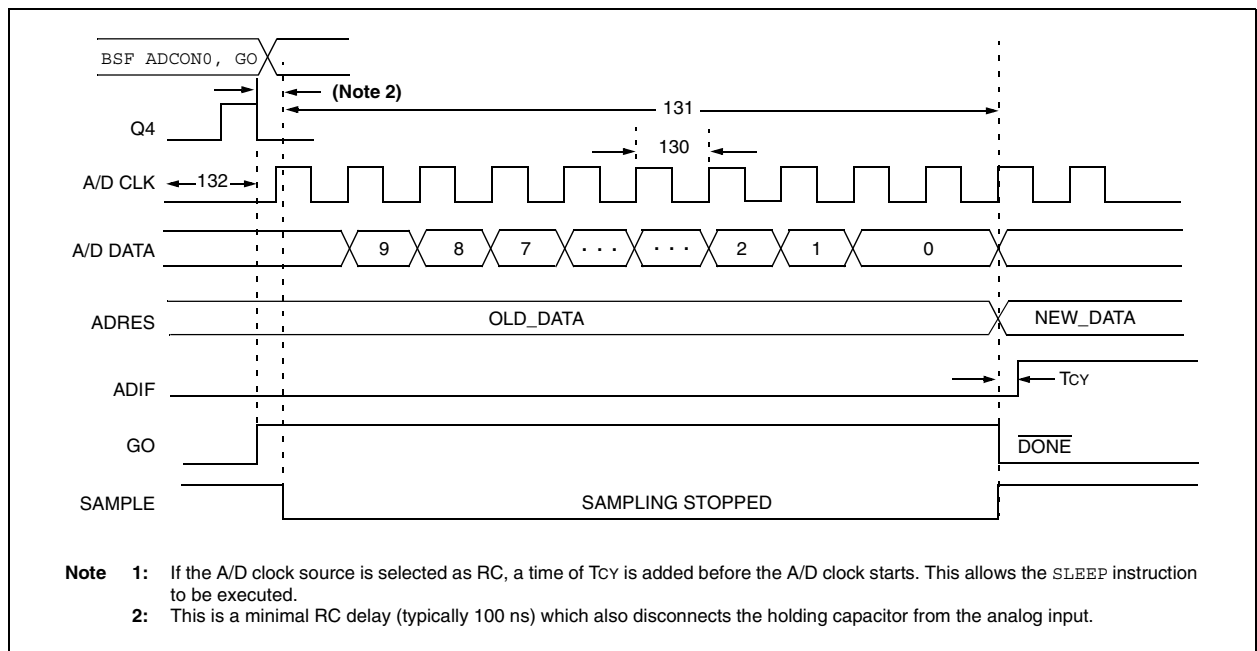 BSF ADCON0, GO
(Note 2)
131
Q4
130
A/D CLK
132
A/D DATA 9 8 7 . . . . . . 2 1 0
ADRES OLD_DATA NEW_DATA
ADIF TCY
GO DONE
SAMPLE SAMPLING STOPPED
Note 1: If the A/D clock source is selected as RC, a time of TCY is added before the A/D clock starts. This allows the SLEEP instruction
to be executed.
2: This is a minimal RC delay (typically 100 ns) which also disconnects the holding capacitor from the analog input.